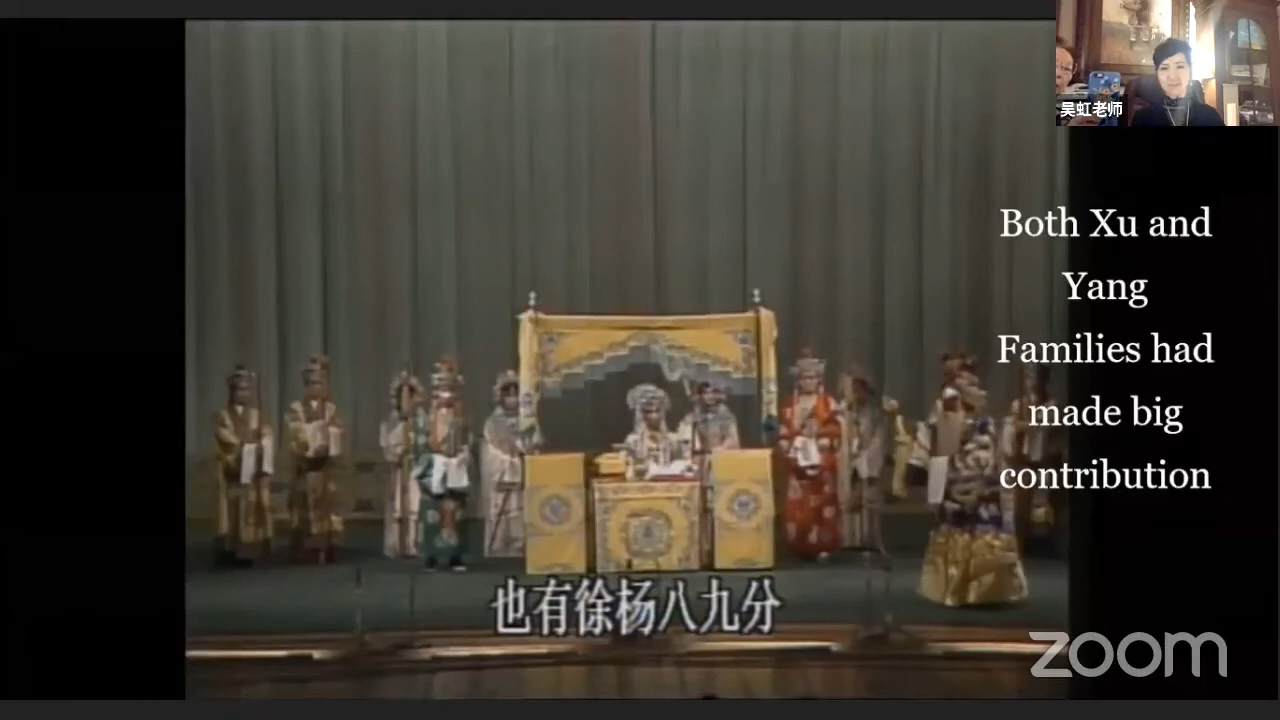 吴虹老师
Both Xu and
Yang
Families had
made big
contribution
也有徐杨八九分
zoom